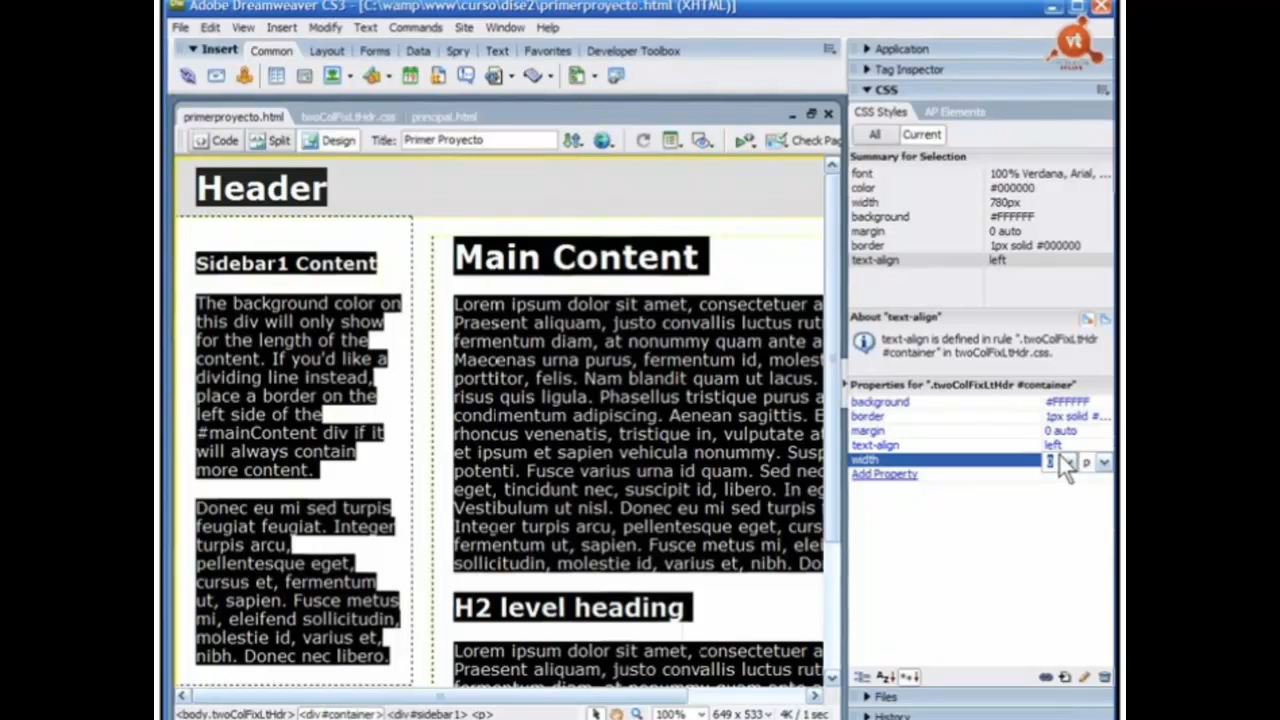 Adobe Dreamweaver CS3 - [C:\wamp\www\curso\dise2\primerproyecto.html (XHTML)]
File Edit View Insert Modify Text Commands Site Window Help
Insert Common Layout Forms Data Spry Text Favorites Developer Toolbox
primerproyecto.html twoColFixLtHdr.css principal.html
Code Split Design Title: Primer Proyecto Check Pag
Header
Sidebar1 Content
The background color on
this div will only show
for the length of the
content. If you'd like a
dividing line instead,
place a border on the
left side of the
#mainContent div if it
will always contain
more content.
Donec eu mi sed turpis
feugiat feugiat. Integer
turpis arcu,
pellentesque eget,
cursus et, fermentum
ut, sapien. Fusce metus
mi, eleifend sollicitudin,
molestie id, varius et,
nibh. Donec nec libero.
Main Content
Lorem ipsum dolor sit amet, consectetuer a
Praesent aliquam, justo convallis luctus rut
fermentum diam, at nonummy quam ante a
Maecenas urna purus, fermentum id, molest
porttitor, felis. Nam blandit quam ut lacus.
risus quis ligula. Phasellus tristique purus a
condimentum adipiscing. Aenean sagittis. E
rhoncus venenatis, tristique in, vulputate a
et ipsum et sapien vehicula nonummy. Susp
potenti. Fusce varius urna id quam. Sed nec
eget, tincidunt nec, suscipit id, libero. In eg
Vestibulum ut nisl. Donec eu mi sed turpis
Integer turpis arcu, pellentesque eget, curs
fermentum ut, sapien. Fusce metus mi, elei
sollicitudin, molestie id, varius et, nibh. Do
H2 level heading
Lorem ipsum dolor sit amet, consectetuer a
Praesent aliquam, justo convallis luctus rut
<body.twoColFixLtHdr> <div#container> <div#sidebar1> <p> 100% 649 x 533 4K / 1 sec
vt
Application
Tag Inspector
CSS
CSS Styles AP Elements
All Current
Summary for Selection
font 100% Verdana, Arial, ...
color #000000
width 780px
background #FFFFFF
margin 0 auto
border 1px solid #000000
text-align left
About "text-align"
text-align is defined in rule ".twoColFixLtHdr
#container" in twoColFixLtHdr.css.
Properties for ".twoColFixLtHdr #container"
background #FFFFFF
border 1px solid #...
margin 0 auto
text-align left
width p
Add Property
Files
History